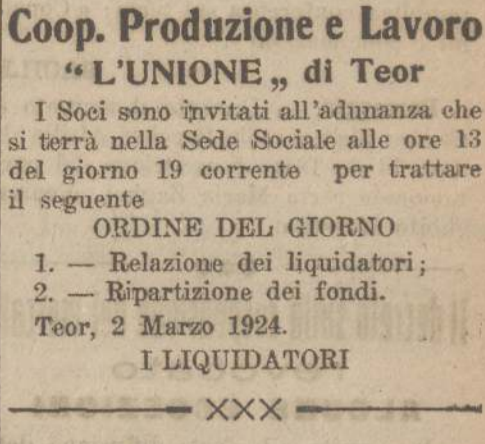 Coop. Produzione e Lavoro
“ L'UNIONE „ di Teor
I Soci sono invitati all'adunanza che
si terrà nella Sede Sociale alle ore 13
del giorno 19 corrente per trattare
il seguente
ORDINE DEL GIORNO
1. — Relazione dei liquidatori;
2. — Ripartizione dei fondi.
Teor, 2 Marzo 1924.
I LIQUIDATORI
XXX